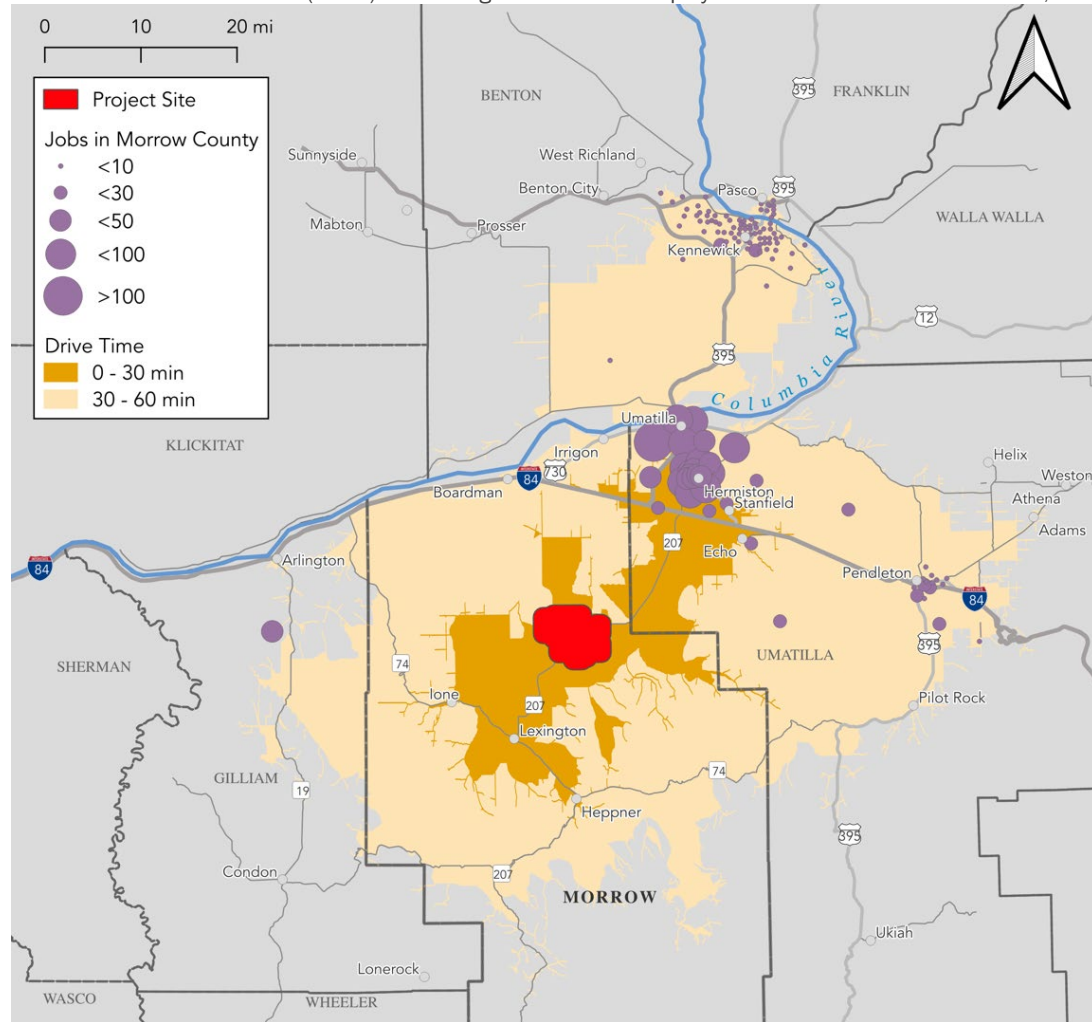 0 10 20 mi
Project Site
Jobs in Morrow County
<10
<30
<50
<100
>100
Drive Time
0 - 30 min
30 - 60 min
BENTON
FRANKLIN
395
Sunnyside
West Richland
Benton City
Pasco
395
Mabton
Prosser
Kennewick
WALLA WALLA
Columbia River
12
395
Columbia River
KLICKITAT
Umatilla
Irrigon
730
84
Boardman
Hermiston
Stanfield
Helix
Weston
Athena
Adams
207
Echo
Arlington
84
Pendleton
84
395
SHERMAN
74
UMATILLA
Ione
207
Pilot Rock
Lexington
74
GILLIAM
19
Heppner
395
Condon
207
MORROW
Ukiah
Lonerock
WASCO
WHEELER